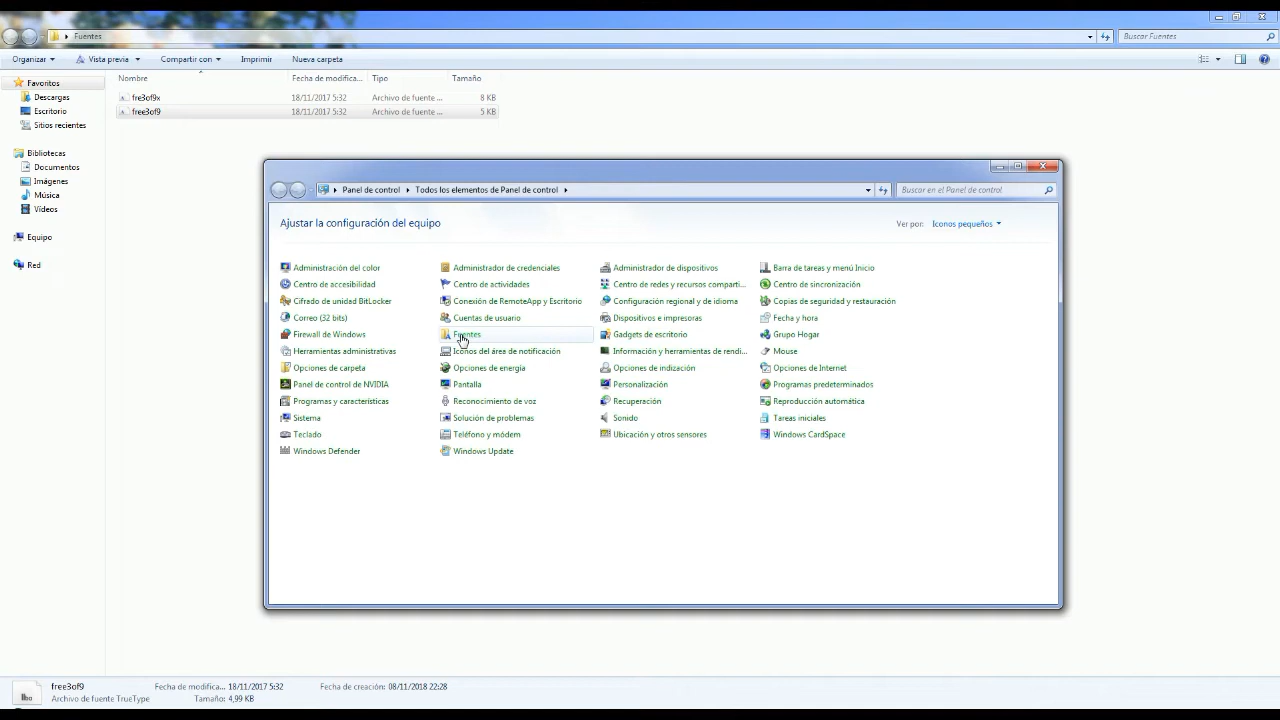 Fuentes
Buscar Fuentes
Organizar
Vista previa
Compartir con
Imprimir
Nueva carpeta
Favoritos
Descargas
Escritorio
Sitios recientes
Bibliotecas
Documentos
Imágenes
Música
Vídeos
Equipo
Red
Nombre Fecha de modifica... Tipo Tamaño
fre3of9x 18/11/2017 5:32 Archivo de fuente ... 8 KB
free3of9 18/11/2017 5:32 Archivo de fuente ... 5 KB
Panel de control Todos los elementos de Panel de control
Buscar en el Panel de control
Ajustar la configuración del equipo
Ver por: Iconos pequeños
Administración del color Administrador de credenciales Administrador de dispositivos Barra de tareas y menú Inicio
Centro de accesibilidad Centro de actividades Centro de redes y recursos comparti... Centro de sincronización
Cifrado de unidad BitLocker Conexión de RemoteApp y Escritorio Configuración regional y de idioma Copias de seguridad y restauración
Correo (32 bits) Cuentas de usuario Dispositivos e impresoras Fecha y hora
Firewall de Windows Fuentes Gadgets de escritorio Grupo Hogar
Herramientas administrativas Iconos del área de notificación Información y herramientas de rendi... Mouse
Opciones de carpeta Opciones de energía Opciones de indización Opciones de Internet
Panel de control de NVIDIA Pantalla Personalización Programas predeterminados
Programas y características Reconocimiento de voz Recuperación Reproducción automática
Sistema Solución de problemas Sonido Tareas iniciales
Teclado Teléfono y módem Ubicación y otros sensores Windows CardSpace
Windows Defender Windows Update
free3of9 Fecha de modifica... 18/11/2017 5:32 Fecha de creación: 08/11/2018 22:28
Archivo de fuente TrueType Tamaño: 4,99 KB